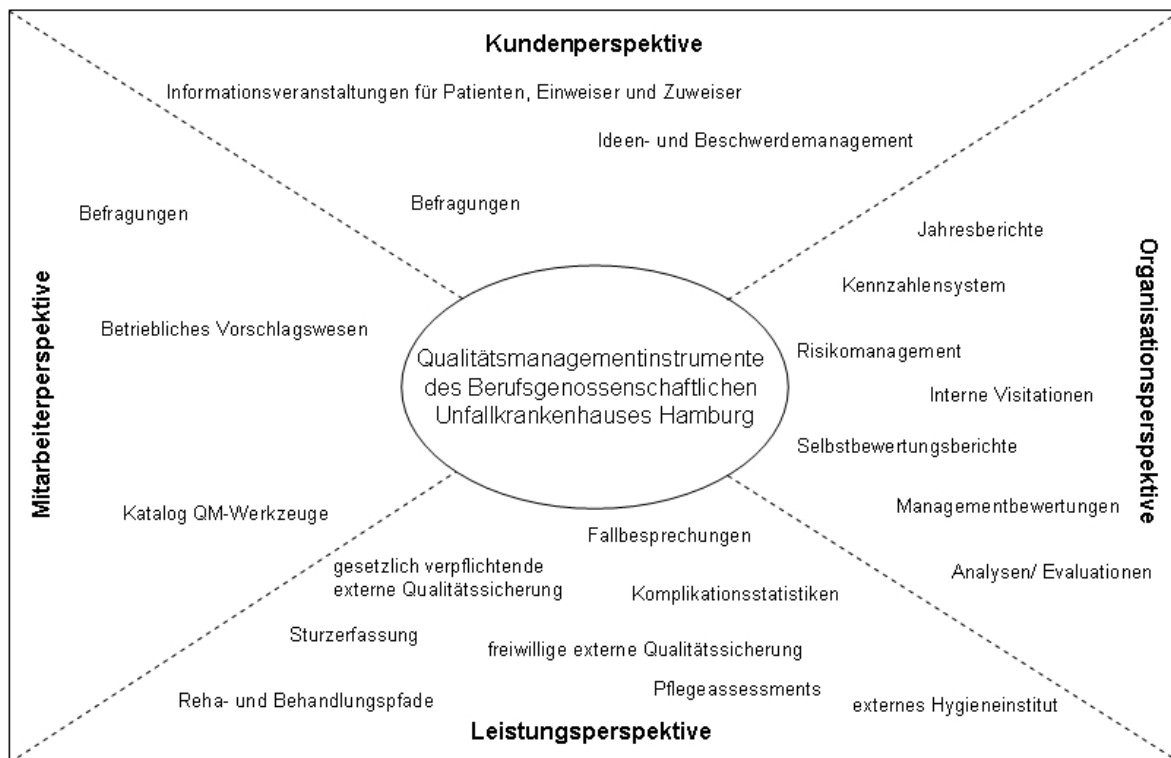 Kundenperspektive
Informationsveranstaltungen für Patienten, Einweiser und Zuweiser
Ideen- und Beschwerdemanagement
Befragungen
Befragungen
Betriebliches Vorschlagswesen
Katalog QM-Werkzeuge
Mitarbeiterperspektive
Qualitätsmanagementinstrumente
des Berufsgenossenschaftlichen
Unfallkrankenhauses Hamburg
Jahresberichte
Kennzahlensystem
Risikomanagement
Interne Visitationen
Selbstbewertungsberichte
Managementbewertungen
Analysen/ Evaluationen
Organisationsperspektive
Fallbesprechungen
gesetzlich verpflichtende
externe Qualitätssicherung
Komplikationsstatistiken
Sturzerfassung
freiwillige externe Qualitätssicherung
Pflegeassessments
Reha- und Behandlungspfade
externes Hygieneinstitut
Leistungsperspektive